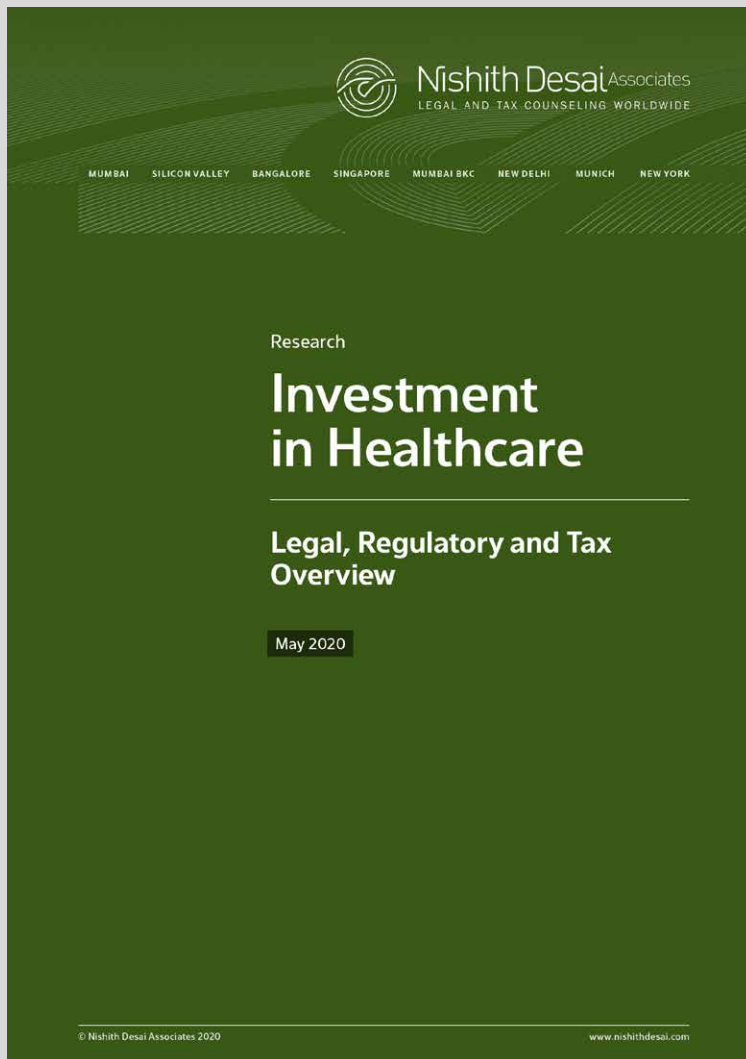 Nishith Desai Associates
LEGAL AND TAX COUNSELING WORLDWIDE
MUMBAI SILICON VALLEY BANGALORE SINGAPORE MUMBAI BKC NEW DELHI MUNICH NEW YORK
Research
Investment
in Healthcare
Legal, Regulatory and Tax
Overview
May 2020
© Nishith Desai Associates 2020 www.nishithdesai.com